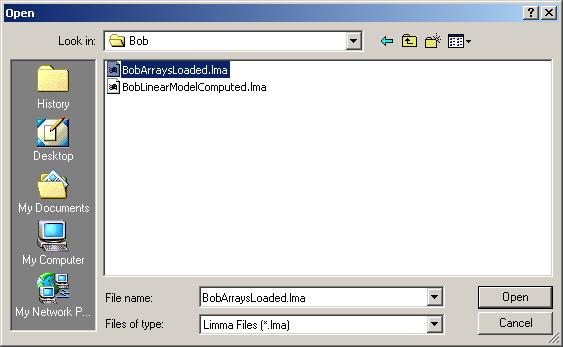 Open
Look in: Bob
History
Desktop
My Documents
My Computer
My Network P...
BobArraysLoaded.lma
BobLinearModelComputed.lma
File name: BobArraysLoaded.lma Open
Files of type: Limma Files (*.lma) Cancel